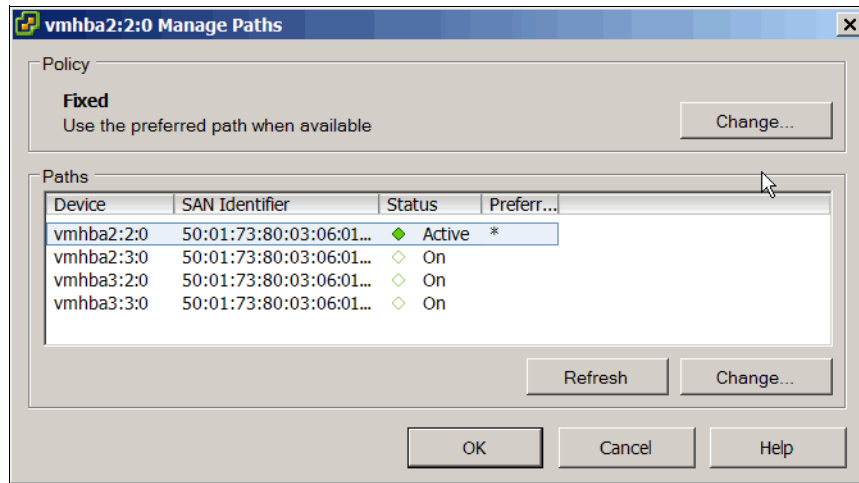 vmhba2:2:0 Manage Paths
Policy
Fixed
Use the preferred path when available
Change...
Paths
Device SAN Identifier Status Preferr...
vmhba2:2:0 50:01:73:80:03:06:01... Active *
vmhba2:3:0 50:01:73:80:03:06:01... On
vmhba3:2:0 50:01:73:80:03:06:01... On
vmhba3:3:0 50:01:73:80:03:06:01... On
Refresh Change...
OK Cancel Help